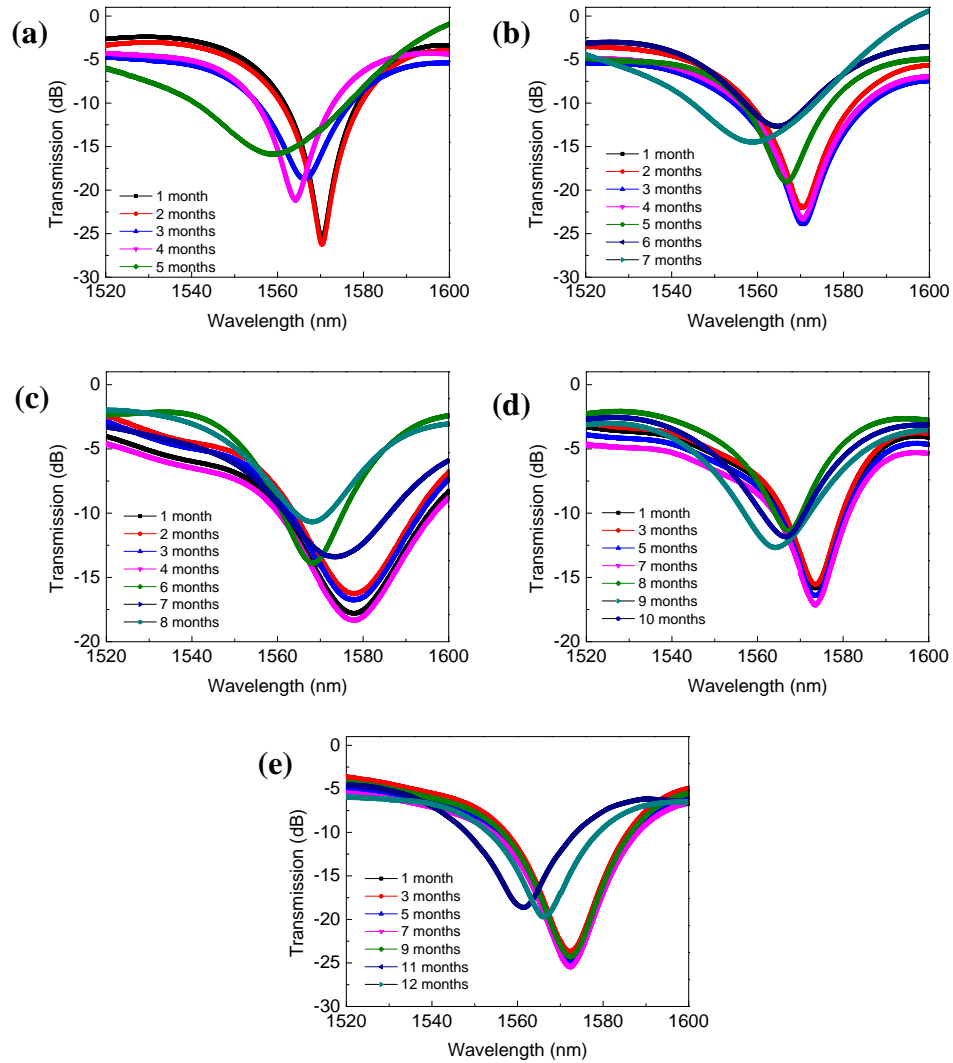 (a)
0
-5
-10
-15
-20
-25
-30
Transmission (dB)
1 month
2 months
3 months
4 months
5 months
1520 1540 1560 1580 1600
Wavelength (nm)
(b)
0
-5
-10
-15
-20
-25
-30
Transmission (dB)
1 month
2 months
3 months
4 months
5 months
6 months
7 months
1520 1540 1560 1580 1600
Wavelength (nm)
(c)
0
-5
-10
-15
-20
Transmission (dB)
1 month
2 months
3 months
4 months
6 months
7 months
8 months
1520 1540 1560 1580 1600
Wavelength (nm)
(d)
0
-5
-10
-15
-20
Transmission (dB)
1 month
3 months
5 months
7 months
8 months
9 months
10 months
1520 1540 1560 1580 1600
Wavelength (nm)
(e)
0
-5
-10
-15
-20
-25
-30
Transmission (dB)
1 month
3 months
5 months
7 months
9 months
11 months
12 months
1520 1540 1560 1580 1600
Wavelength (nm)